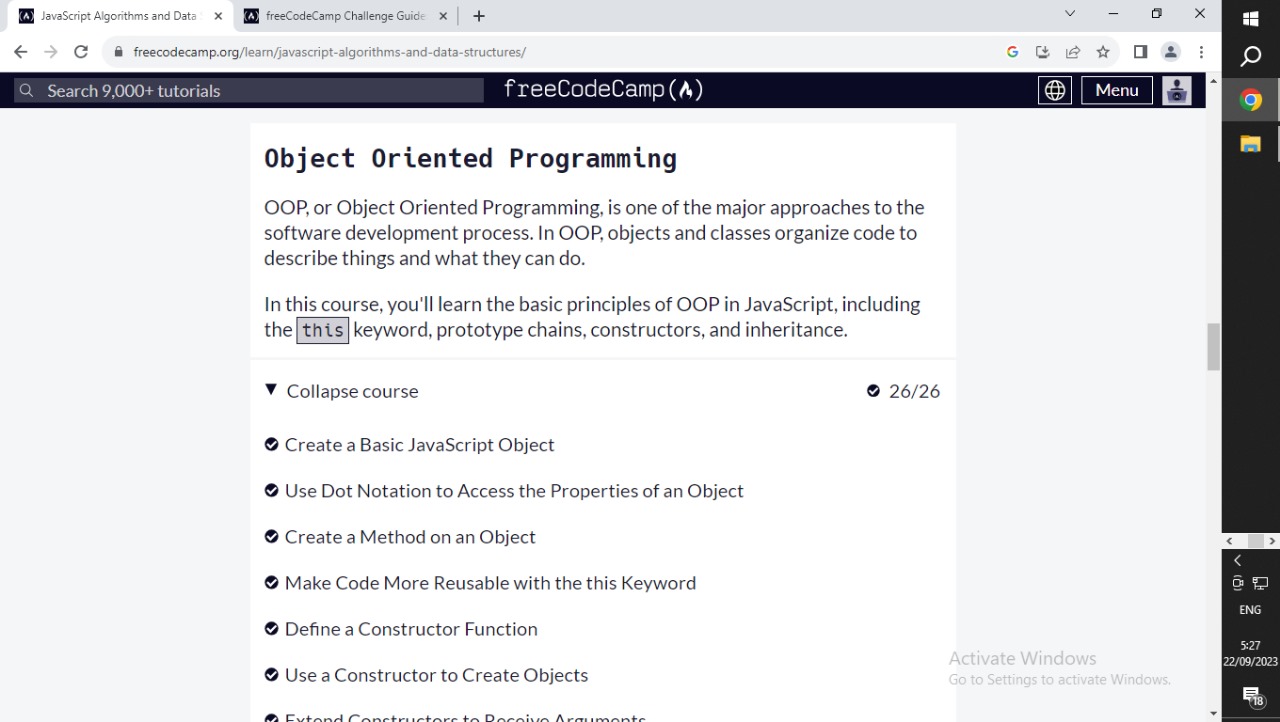 JavaScript Algorithms and Data
freeCodeCamp Challenge Guide
freecodecamp.org/learn/javascript-algorithms-and-data-structures/
Search 9,000+ tutorials
freeCodeCamp
Menu
Object Oriented Programming
OOP, or Object Oriented Programming, is one of the major approaches to the
software development process. In OOP, objects and classes organize code to
describe things and what they can do.
In this course, you'll learn the basic principles of OOP in JavaScript, including
the this keyword, prototype chains, constructors, and inheritance.
Collapse course 26/26
Create a Basic JavaScript Object
Use Dot Notation to Access the Properties of an Object
Create a Method on an Object
Make Code More Reusable with the this Keyword
Define a Constructor Function
Use a Constructor to Create Objects
Extend Constructors to Receive Arguments
Activate Windows
Go to Settings to activate Windows.
ENG
5:27
22/09/2023
18